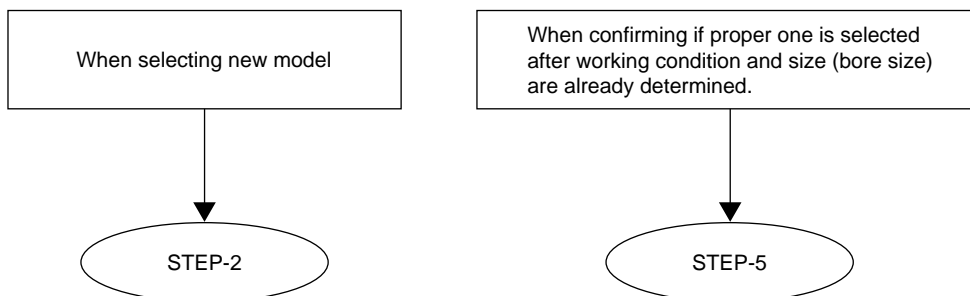 When selecting new model
When confirming if proper one is selected
after working condition and size (bore size)
are already determined.
STEP-2
STEP-5